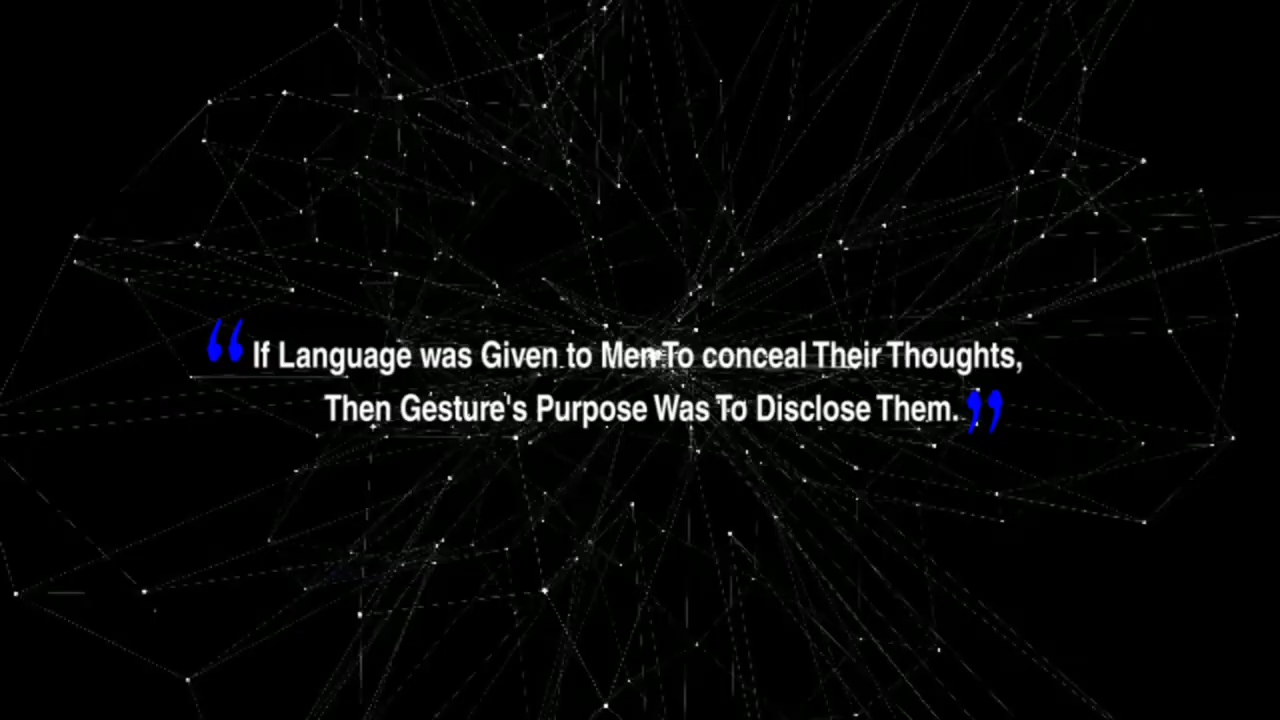 “If Language was Given to Men To conceal Their Thoughts,
Then Gesture's Purpose Was To Disclose Them.”